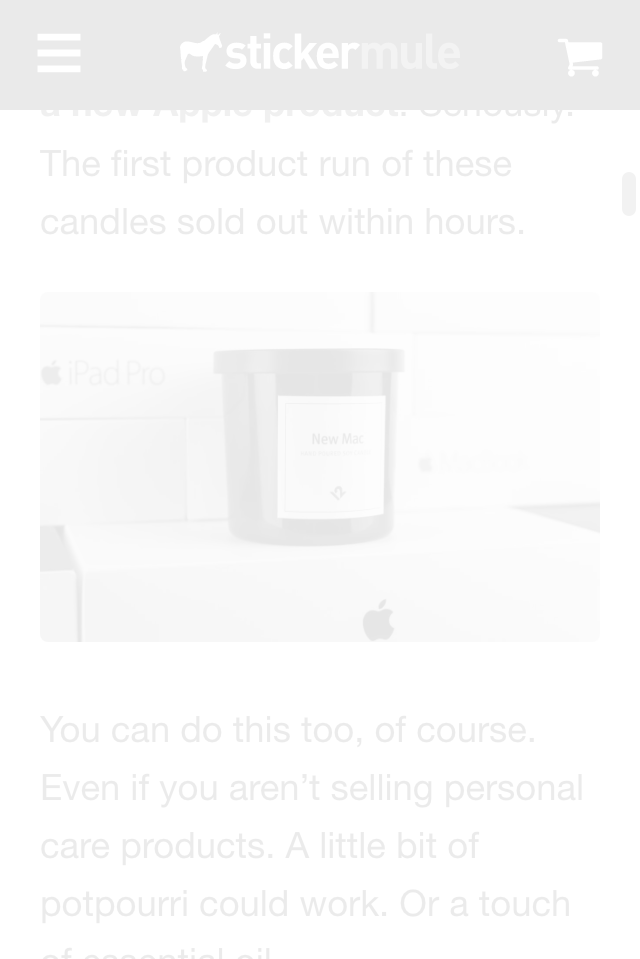 stickermule
a new Apple product. Seriously.
The first product run of these
candles sold out within hours.
iPad Pro
New Mac
You can do this too, of course.
Even if you aren’t selling personal
care products. A little bit of
potpourri could work. Or a touch
of essential oil